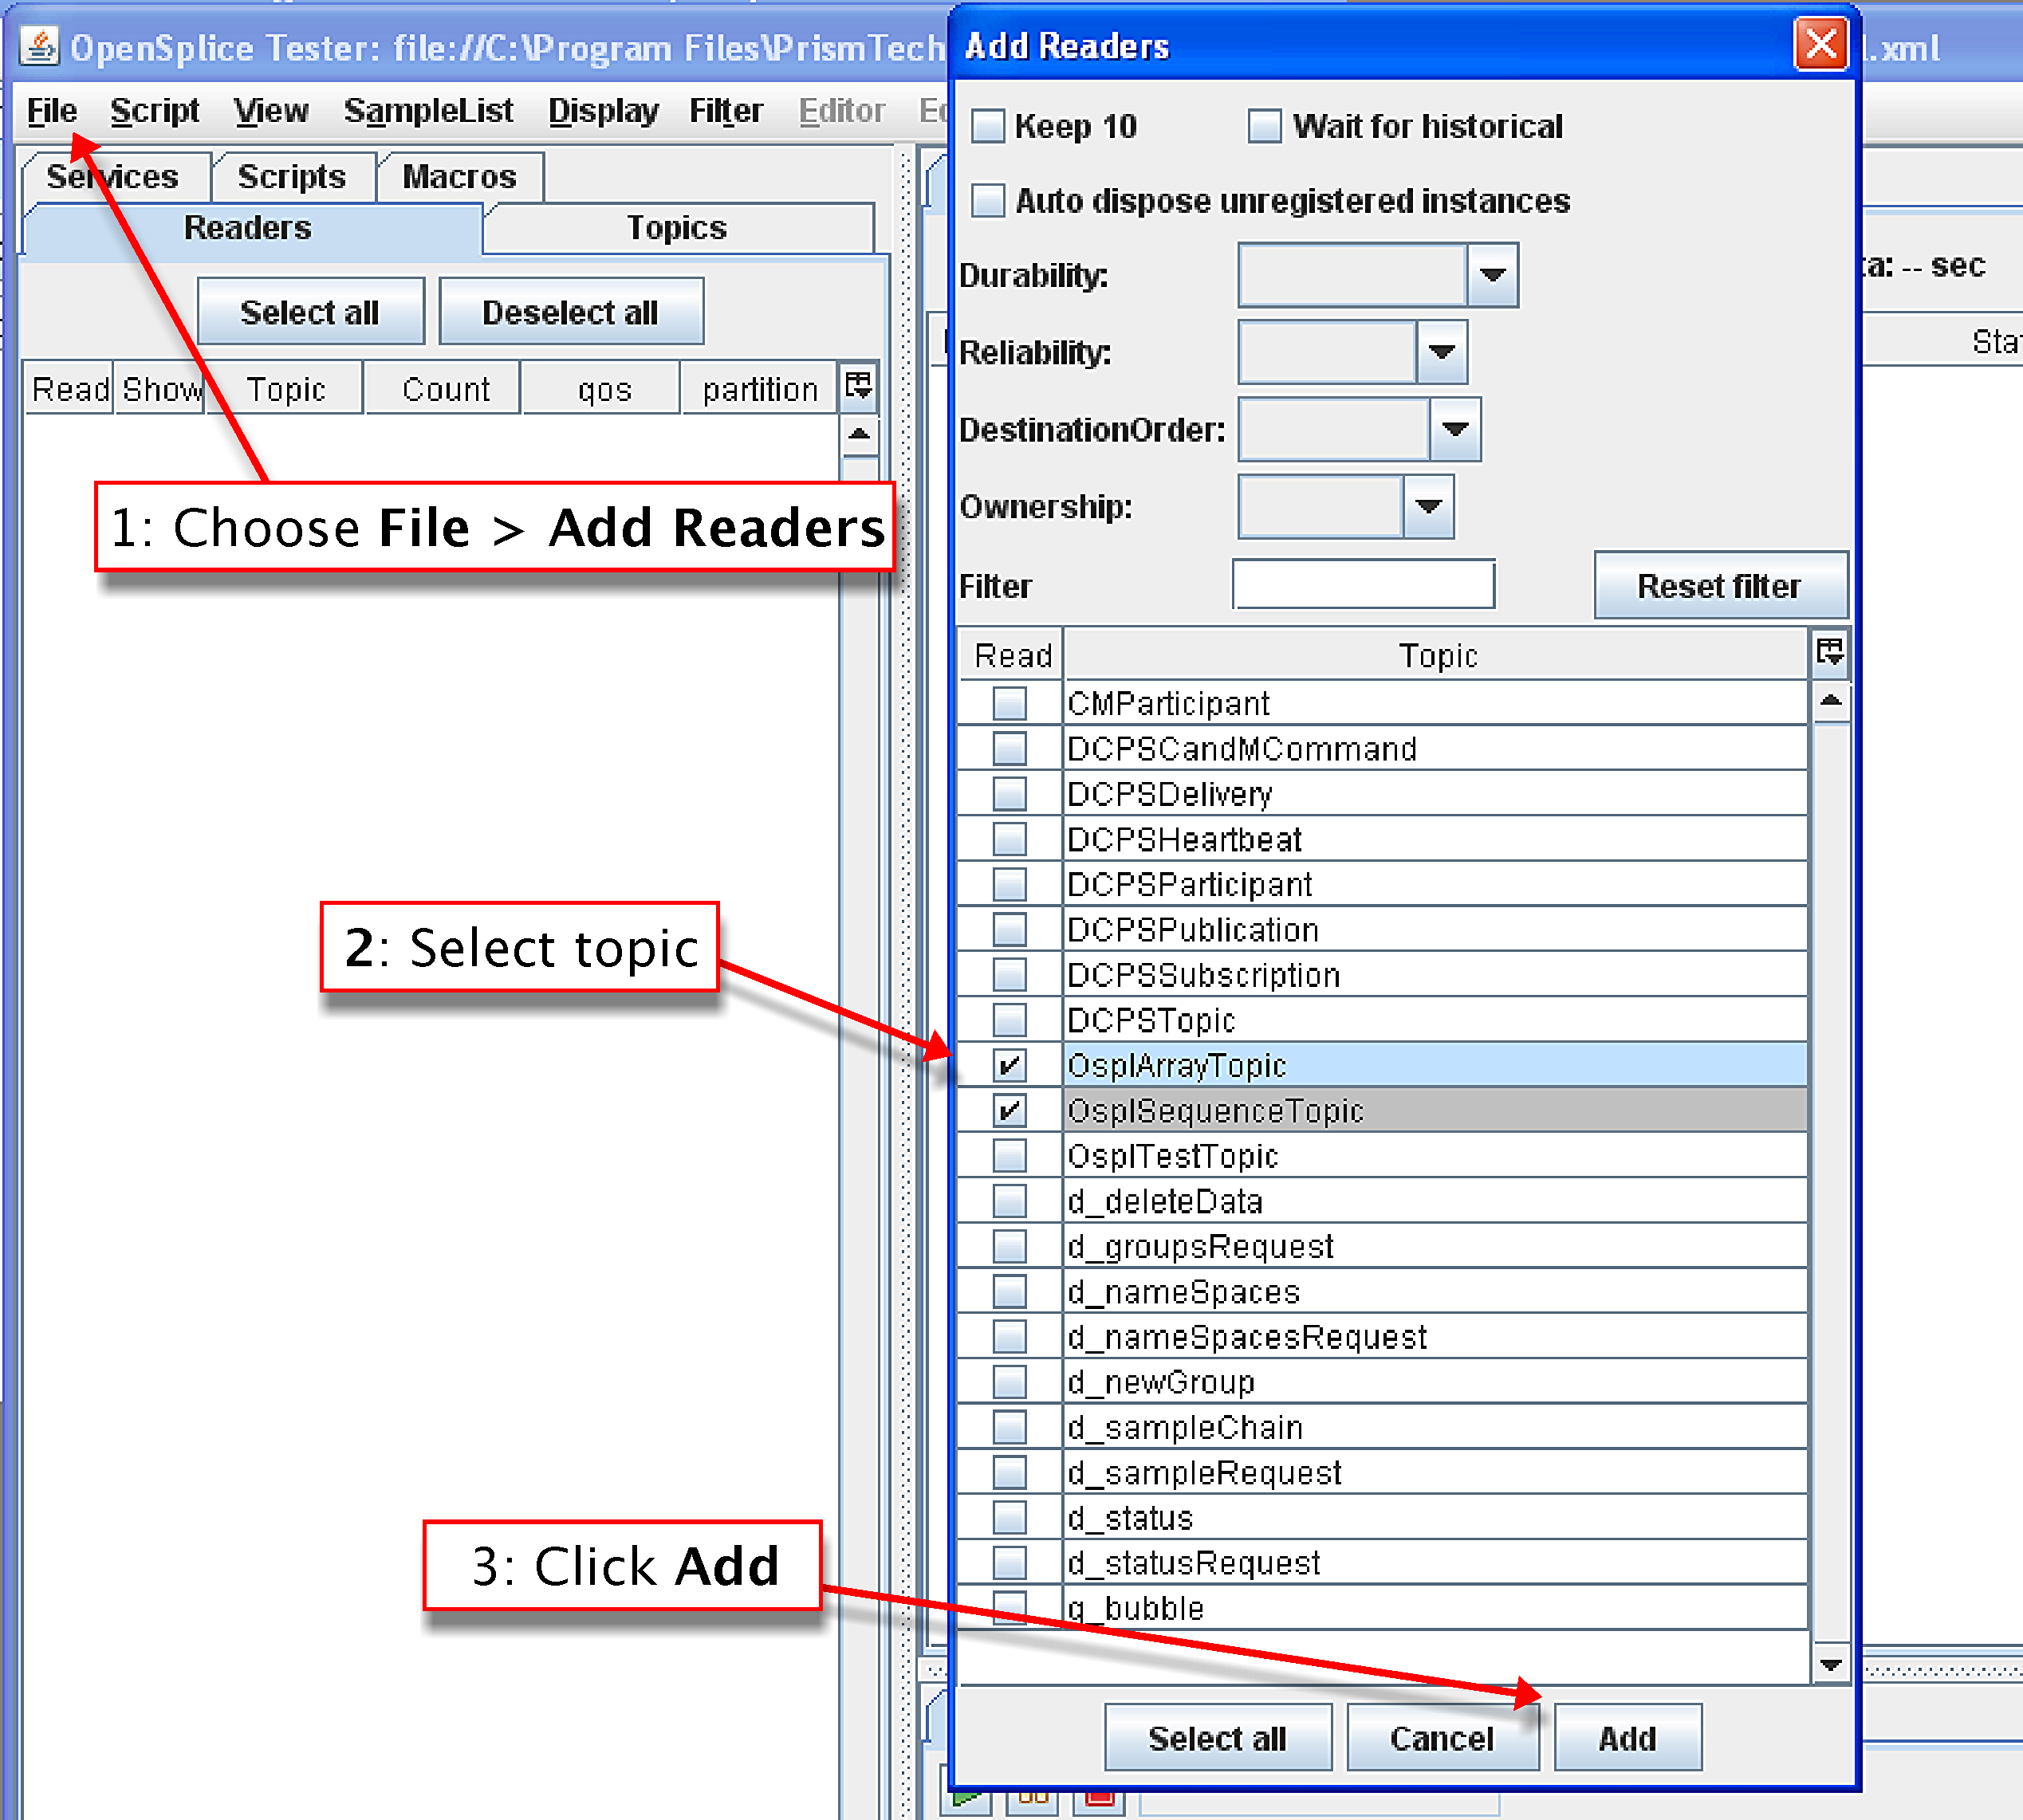 OpenSplice Tester: file://C:\Program Files\PrismTech
File Script View SampleList Display Filter Editor
Services Scripts Macros
Readers Topics
Select all Deselect all
Read Show Topic Count qos partition
1: Choose File > Add Readers
2: Select topic
3: Click Add
Add Readers
Keep 10 Wait for historical
Auto dispose unregistered instances
Durability:
Reliability:
DestinationOrder:
Ownership:
Filter Reset filter
Read Topic
CMParticipant
DCPSCandMCommand
DCPSDelivery
DCPSHeartbeat
DCPSParticipant
DCPSPublication
DCPSSubscription
DCPSTopic
OsplArrayTopic
OsplSequenceTopic
OsplTestTopic
d_deleteData
d_groupsRequest
d_nameSpaces
d_nameSpacesRequest
d_newGroup
d_sampleChain
d_sampleRequest
d_status
d_statusRequest
q_bubble
Select all Cancel Add
.xml
a: -- sec
Sta